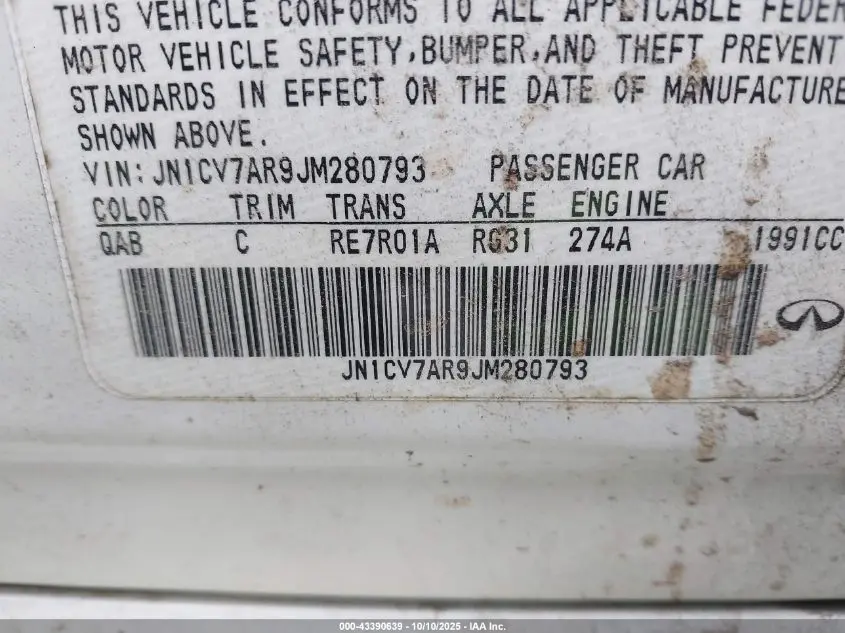 THIS VEHICLE CONFORMS TO ALL APPLICABLE FEDER
MOTOR VEHICLE SAFETY, BUMPER, AND THEFT PREVENT
STANDARDS IN EFFECT ON THE DATE OF MANUFACTURE
SHOWN ABOVE.
VIN: JN1CV7AR9JM280793 PASSENGER CAR
COLOR TRIM TRANS AXLE ENGINE
QAB C RE7R01A RG31 274A 1991CC
JN1CV7AR9JM280793
000-43390639 - 10/10/2025 - IAA Inc.